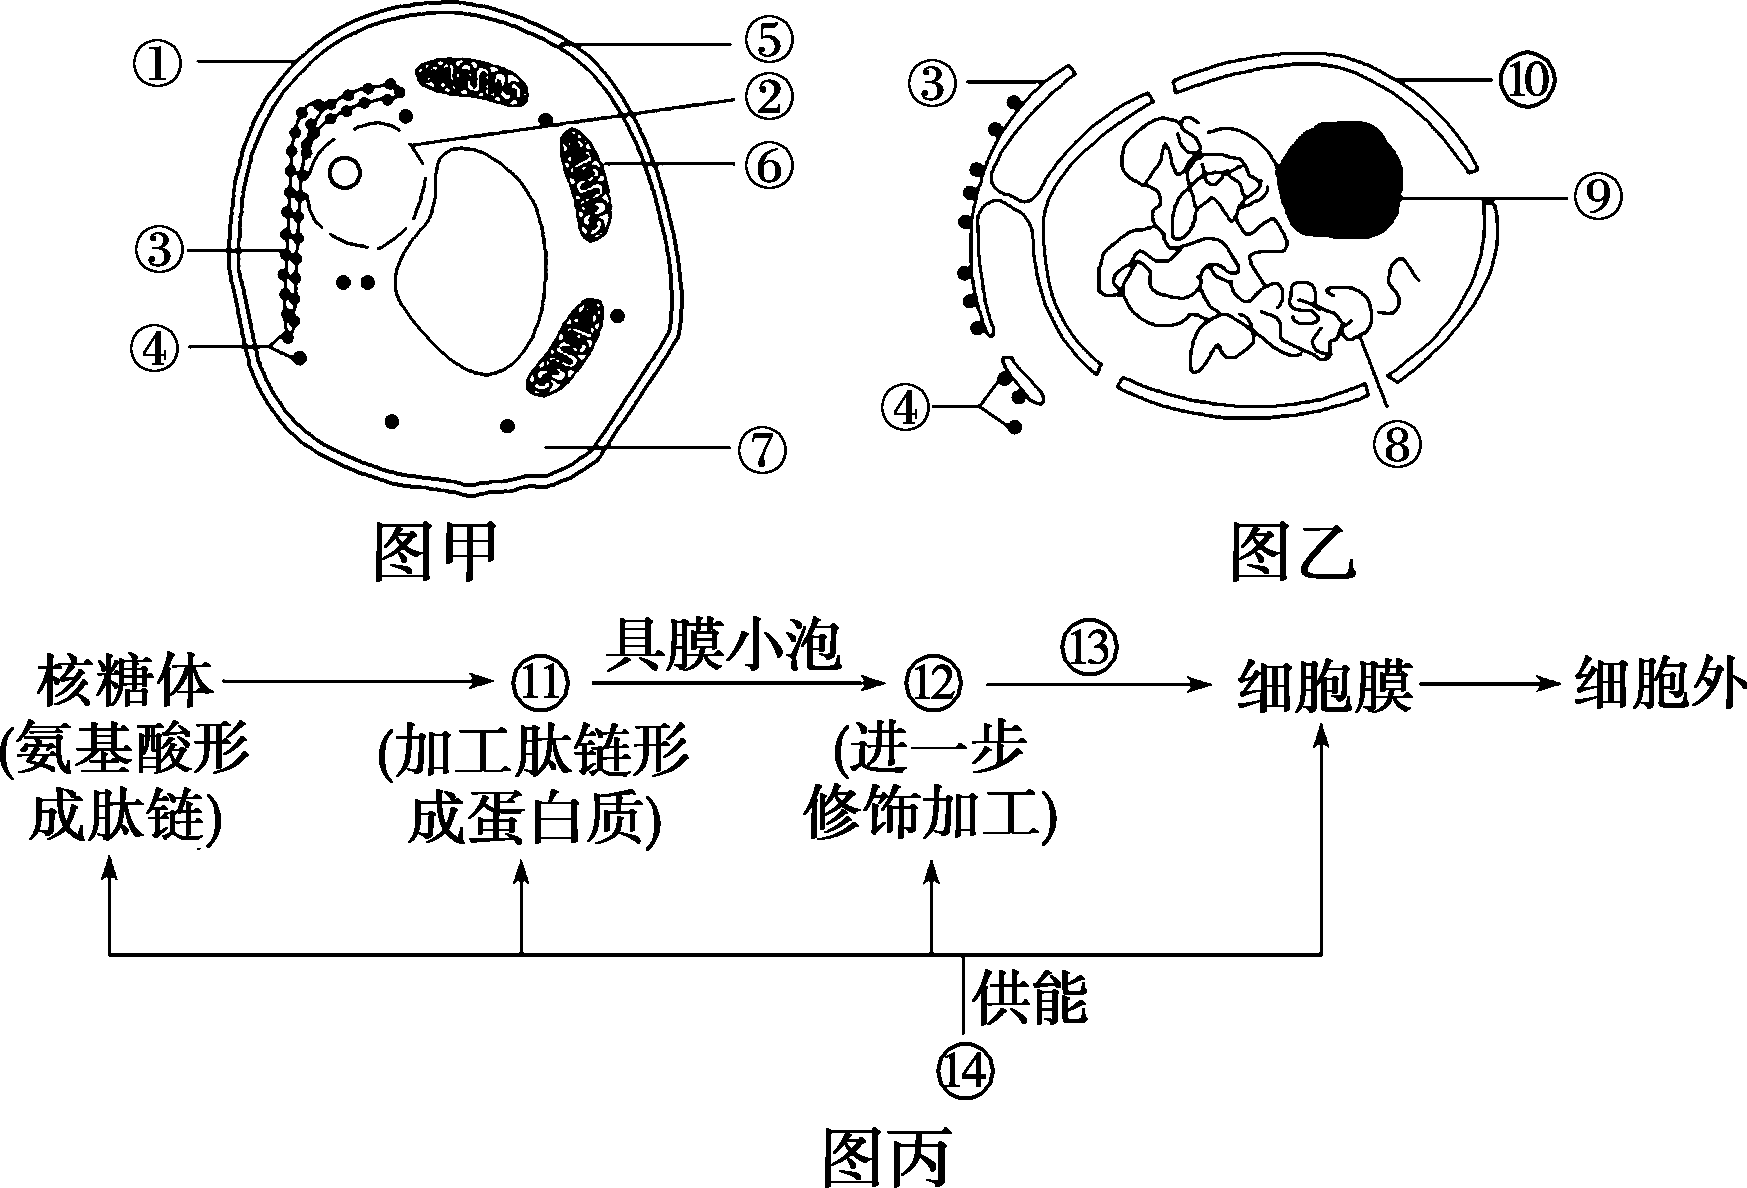 ① ⑤
② 
⑥
③
④
⑦
图甲
③ ⑩
⑨
④
⑧
图乙
核糖体 ⑪ 具膜小泡 ⑫ ⑬ 细胞膜 细胞外
(氨基酸形成肽链)
(加工肽链形成蛋白质)
(进一步修饰加工)
供能
⑭
图丙